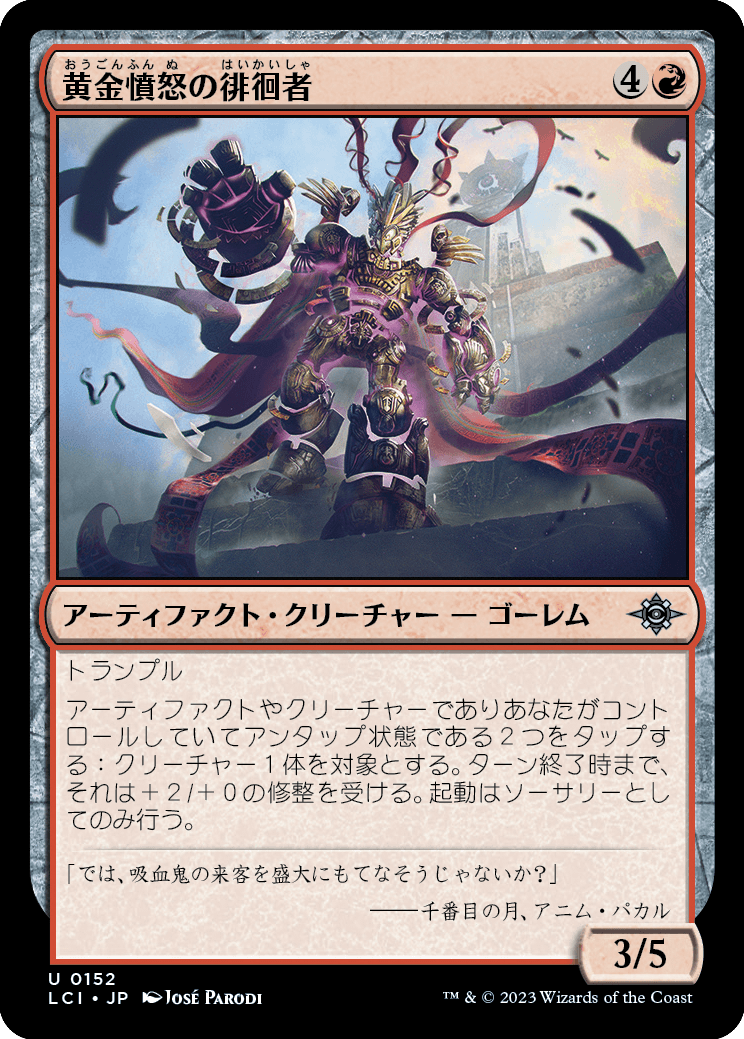 おうごんふんぬ はいかいしゃ
黄金憤怒の徘徊者 4
アーティファクト・クリーチャー — ゴーレム
トランプル
アーティファクトやクリーチャーでありあなたがコント
ロールしていてアンタップ状態である2つをタップす
る:クリーチャー1体を対象とする。ターン終了時まで、
それは+2/+0の修整を受ける。起動はソーサリーとし
てのみ行う。
「では、吸血鬼の来客を盛大にもてなそうじゃないか?」
——千番目の月、アニム・パカル
3/5
U 0152
LCI • JP José Parodi
™ & © 2023 Wizards of the Coast